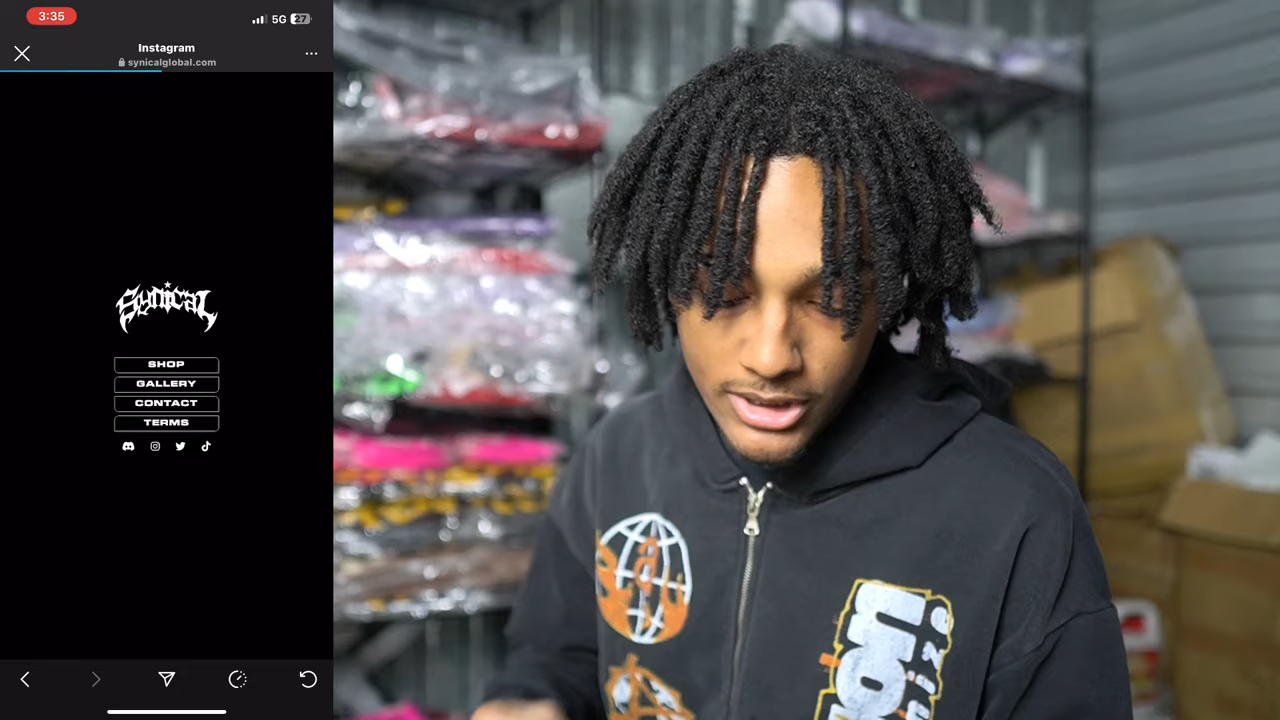 3:35
5G 27
Instagram
synicalglobal.com
Synical
SHOP
GALLERY
CONTACT
TERMS